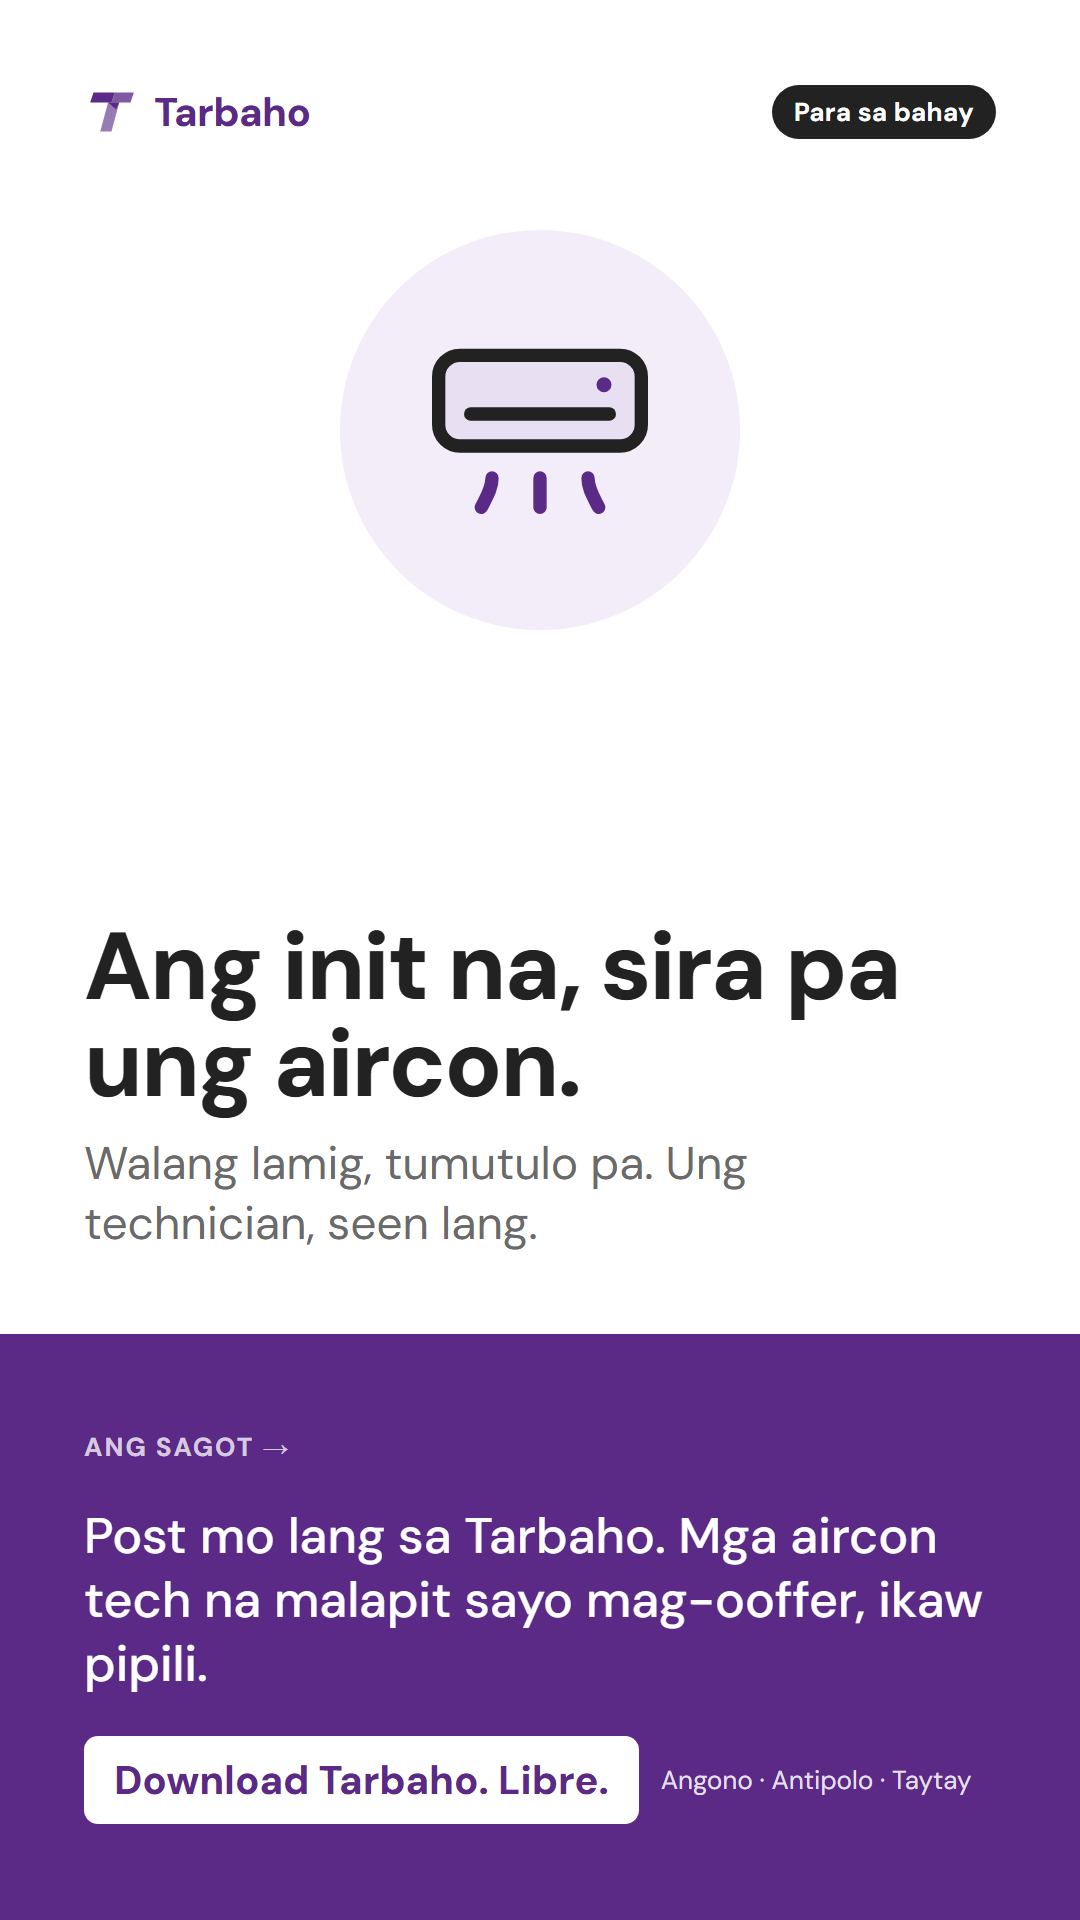 Tarbaho
Para sa bahay
Ang init na, sira pa
ung aircon.
Walang lamig, tumutulo pa. Ung
technician, seen lang.
ANG SAGOT →
Post mo lang sa Tarbaho. Mga aircon
tech na malapit sayo mag-ooffer, ikaw
pipili.
Download Tarbaho. Libre.
Angono · Antipolo · Taytay